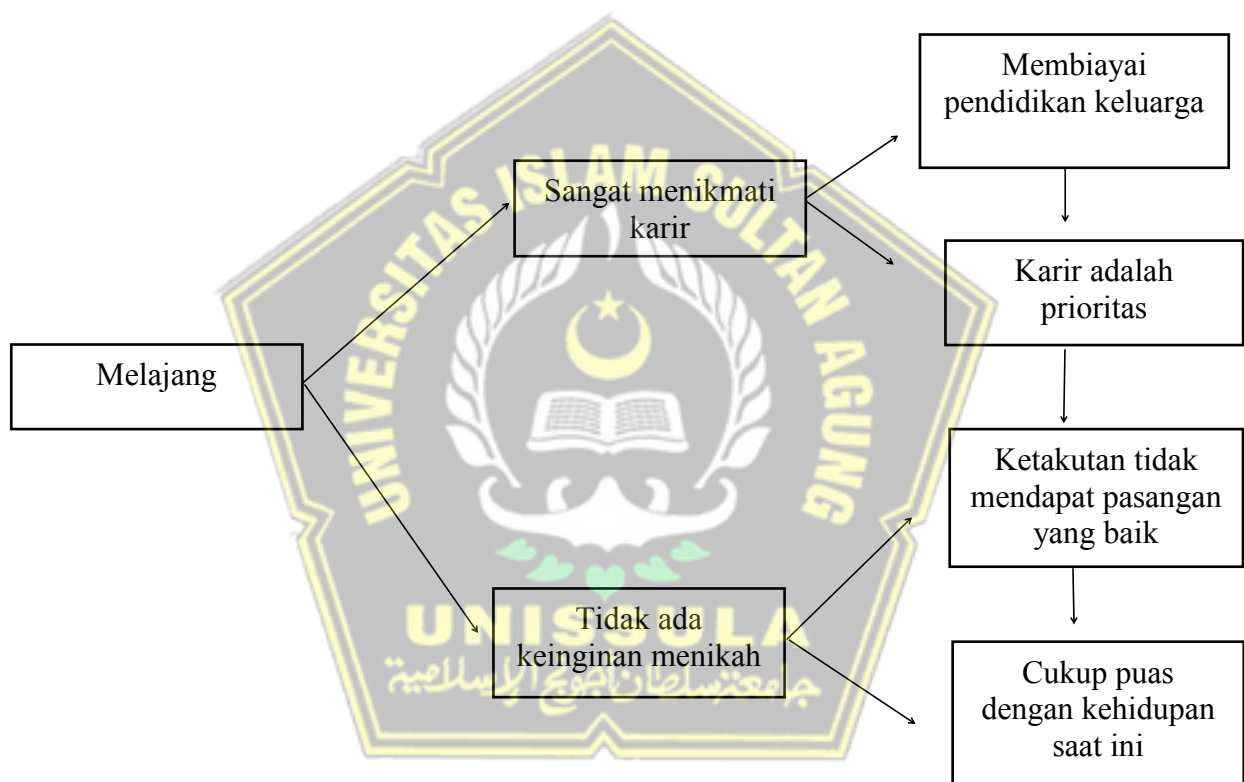 Membiayai
pendidikan keluarga
Sangat menikmati
karir
Karir adalah
prioritas
Melajang
Ketakutan tidak
mendapat pasangan
yang baik
Tidak ada
keinginan menikah
Cukup puas
dengan kehidupan
saat ini
UNIVERSITAS ISLAM SULTAN AGUNG
UNISSULA
جامعة سلطان أجونج الإسلامية